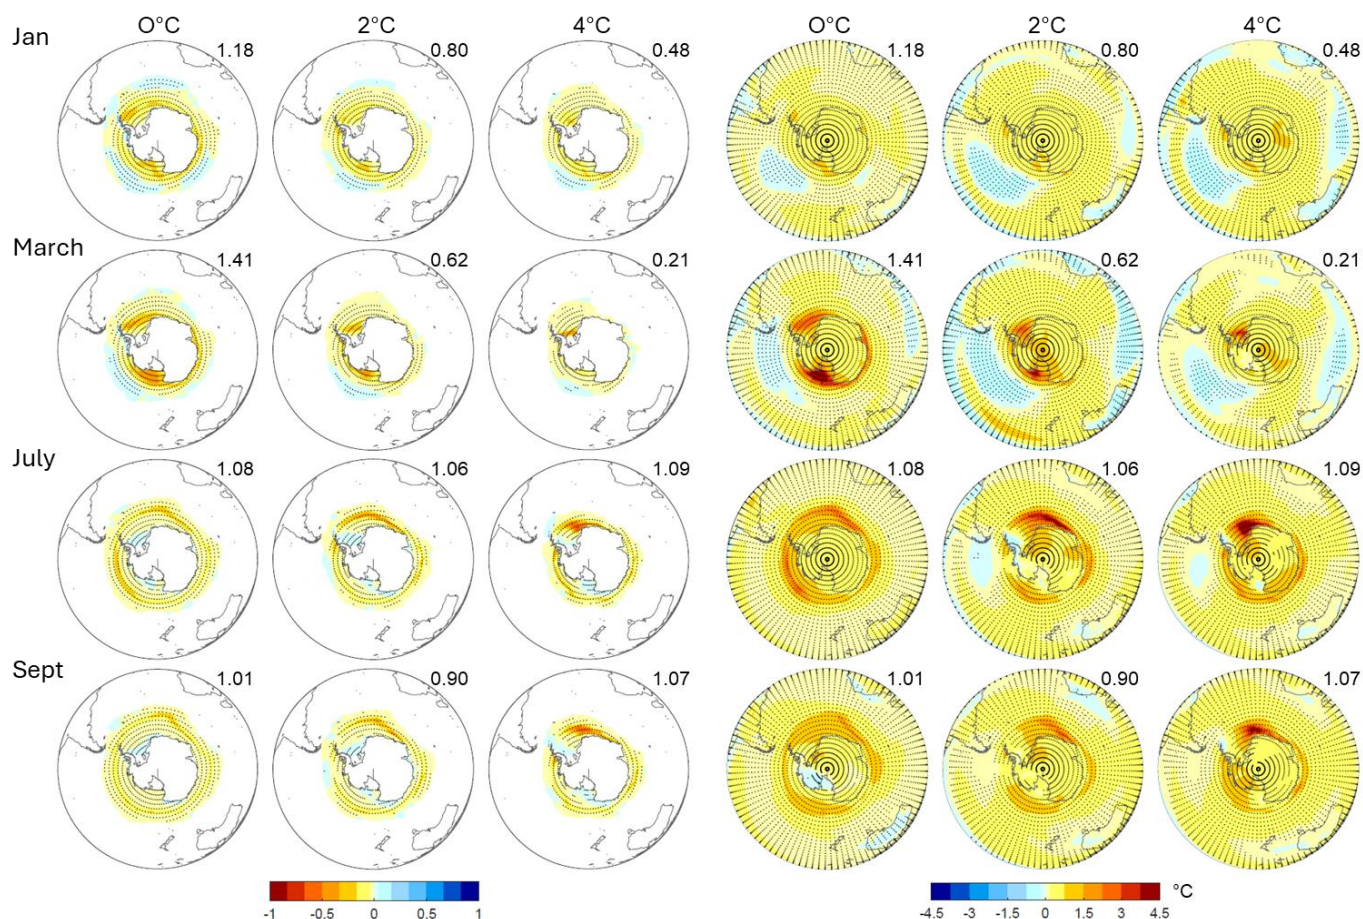 O°C 2°C 4°C O°C 2°C 4°C
Jan 1.18 0.80 0.48 1.18 0.80 0.48
March 1.41 0.62 0.21 1.41 0.62 0.21
July 1.08 1.06 1.09 1.08 1.06 1.09
Sept 1.01 0.90 1.07 1.01 0.90 1.07
°C
-1 -0.5 0 0.5 1 -4.5 -3 -1.5 0 1.5 3 4.5